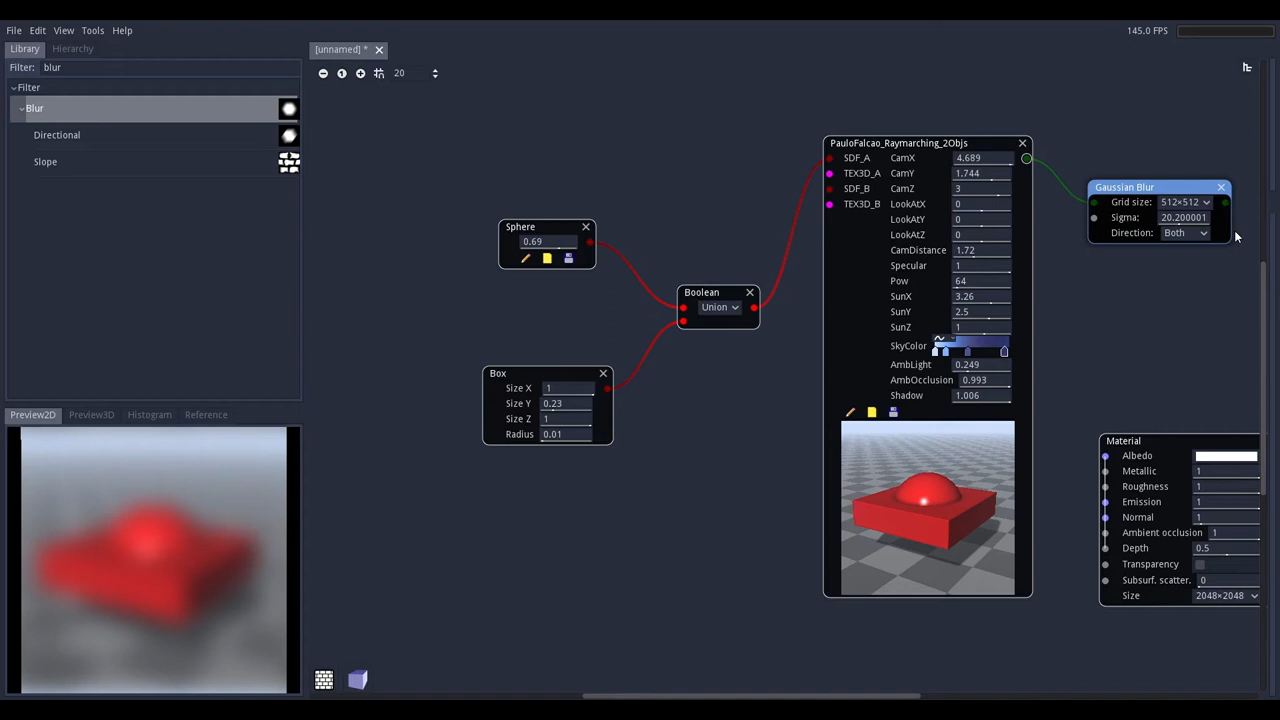 File Edit View Tools Help
145.0 FPS
Library Hierarchy
[unnamed] *
Filter: blur
20
Filter
Blur
Directional
Slope
PauloFalcao_Raymarching_2Objs
SDF_A CamX 4.689
TEX3D_A CamY 1.744
SDF_B CamZ 3
TEX3D_B LookAtX 0
LookAtY 0
LookAtZ 0
CamDistance 1.72
Specular 1
Pow 64
SunX 3.26
SunY 2.5
SunZ 1
SkyColor
AmbLight 0.249
AmbOcclusion 0.993
Shadow 1.006
Gaussian Blur
Grid size: 512×512
Sigma: 20.200001
Direction: Both
Sphere
0.69
Boolean
Union
Box
Size X 1
Size Y 0.23
Size Z 1
Radius 0.01
Preview2D Preview3D Histogram Reference
Material
Albedo
Metallic 1
Roughness 1
Emission 1
Normal 1
Ambient occlusion 1
Depth 0.5
Transparency
Subsurf. scatter. 0
Size 2048×2048